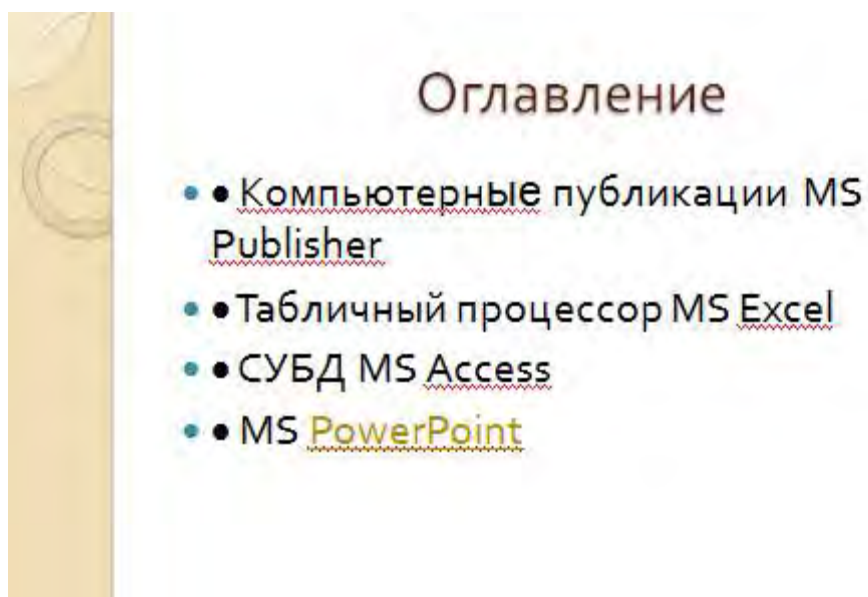 Оглавление
• • Компьютерные публикации MS
Publisher
• • Табличный процессор MS Excel
• • СУБД MS Access
• • MS PowerPoint